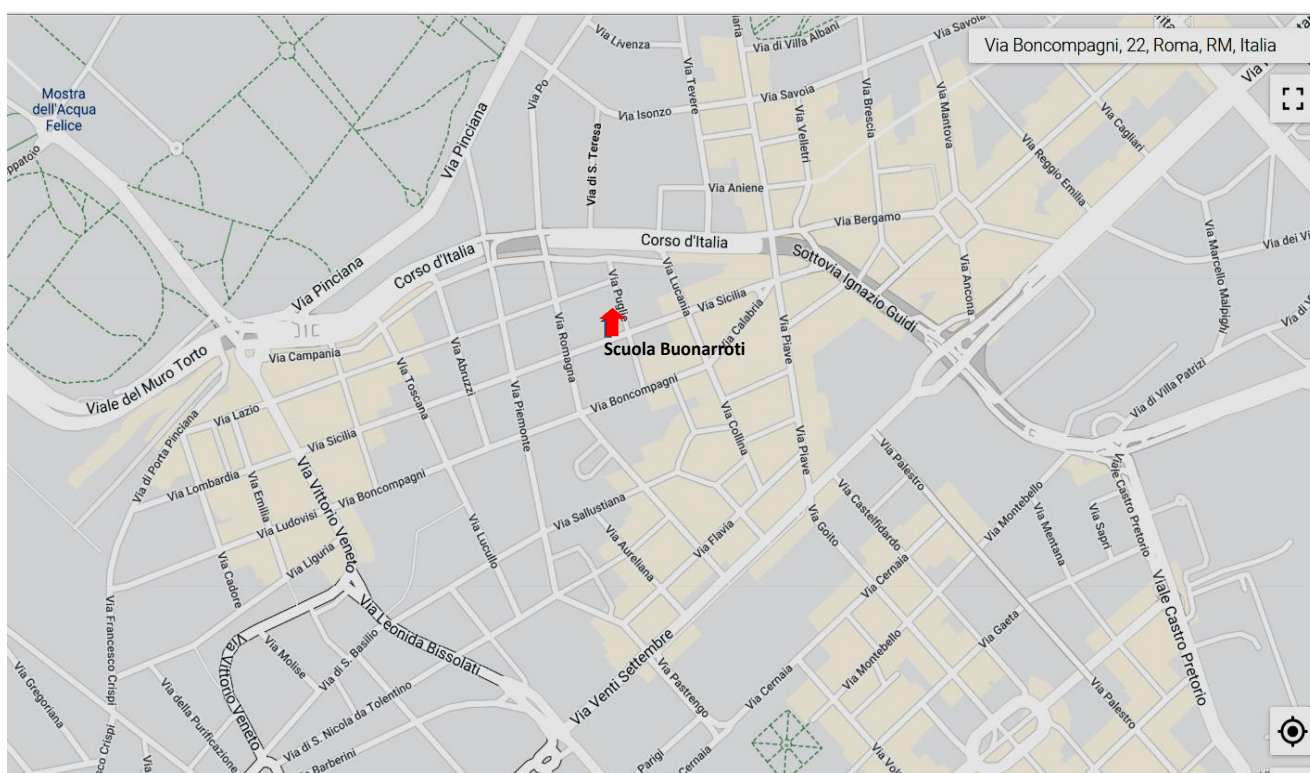 Via Boncompagni, 22, Roma, RM, Italia
Via Livenza
Via di Villa Albani
Via Savoia
Mostra
dell'Acqua
Felice
Via Po
Via Tevere
Via Savoia
Via Isonzo
Via Brescia
Via Mantova
Via Cagliari
Via Pinciana
Via di S. Teresa
Via Velletri
Via Reggio Emilia
Via Aniene
Via Bergamo
Via Marcello Malpighi
Corso d'Italia
Corso d'Italia
Via Pinciana
Sottovia Ignazio Guidi
Via Ancona
Via Puglie
Via Lucania
Via Sicilia
Via Calabria
Via Piave
Scuola Buonarroti
Viale del Muro Torto
Via Campania
Via Toscana
Via Abruzzi
Via Romagna
Via Piemonte
Via Boncompagni
Via di Villa Patrizi
Via Lazio
Via di Porta Pinciana
Via Sicilia
Via Collina
Via Piave
Via Palestro
Viale Castro Pretorio
Via Lombardia
Via Emilia
Via Vittorio Veneto
Via Boncompagni
Via Ludovisi
Via Sallustiana
Via Castelfidardo
Via Montebello
Via Mentana
Via Sapri
Via Liguria
Via Cadore
Via Lucullo
Via Aureliana
Via Flavia
Via Goito
Via Cernaia
Viale Castro Pretorio
Via Francesco Crispi
Via Leonida Bissolati
Via Gaeta
Via Vittorio Veneto
Via Molise
Via di S. Basilio
Via Venti Settembre
Via Montebello
Via Gregoriana
Via della Purificazione
Via di S. Nicola da Tolentino
Via Pastrengo
Via Cernaia
Via Palestro
Crispi
Barberini
Parigi
Cernaia